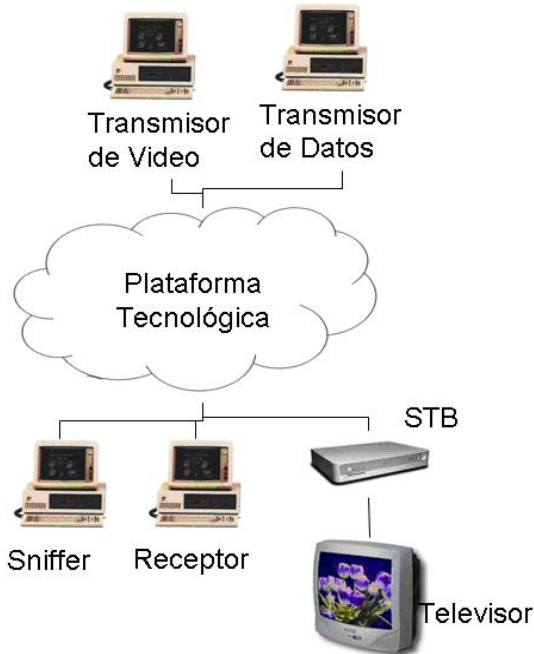 Transmisor
de Video
Transmisor
de Datos
Plataforma
Tecnológica
STB
Sniffer
Receptor
Televisor